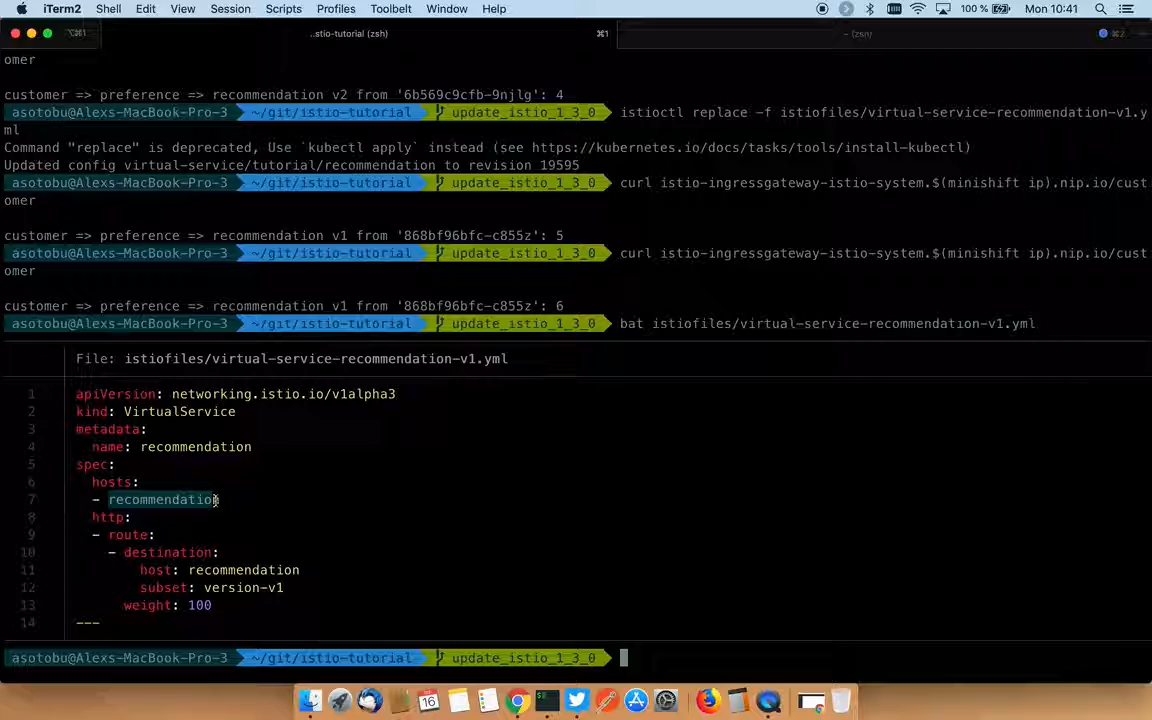 iTerm2 Shell Edit View Session Scripts Profiles Toolbelt Window Help 100 % Mon 10:41
⌥⌘1 ..stio-tutorial (zsh) ⌘1 ~ (zsh) ⌘2
omer
customer => preference => recommendation v2 from '6b569c9cfb-9njlg': 4
asotobu@Alexs-MacBook-Pro-3 ~/git/istio-tutorial update_istio_1_3_0 istioctl replace -f istiofiles/virtual-service-recommendation-v1.y
ml
Command "replace" is deprecated, Use `kubectl apply` instead (see https://kubernetes.io/docs/tasks/tools/install-kubectl)
Updated config virtual-service/tutorial/recommendation to revision 19595
asotobu@Alexs-MacBook-Pro-3 ~/git/istio-tutorial update_istio_1_3_0 curl istio-ingressgateway-istio-system.$(minishift ip).nip.io/cust
omer
customer => preference => recommendation v1 from '868bf96bfc-c855z': 5
asotobu@Alexs-MacBook-Pro-3 ~/git/istio-tutorial update_istio_1_3_0 curl istio-ingressgateway-istio-system.$(minishift ip).nip.io/cust
omer
customer => preference => recommendation v1 from '868bf96bfc-c855z': 6
asotobu@Alexs-MacBook-Pro-3 ~/git/istio-tutorial update_istio_1_3_0 bat istiofiles/virtual-service-recommendation-v1.yml
File: istiofiles/virtual-service-recommendation-v1.yml
1 apiVersion: networking.istio.io/v1alpha3
2 kind: VirtualService
3 metadata:
4 name: recommendation
5 spec:
6 hosts:
7 - recommendation
8 http:
9 - route:
10 - destination:
11 host: recommendation
12 subset: version-v1
13 weight: 100
14 ---
asotobu@Alexs-MacBook-Pro-3 ~/git/istio-tutorial update_istio_1_3_0
16